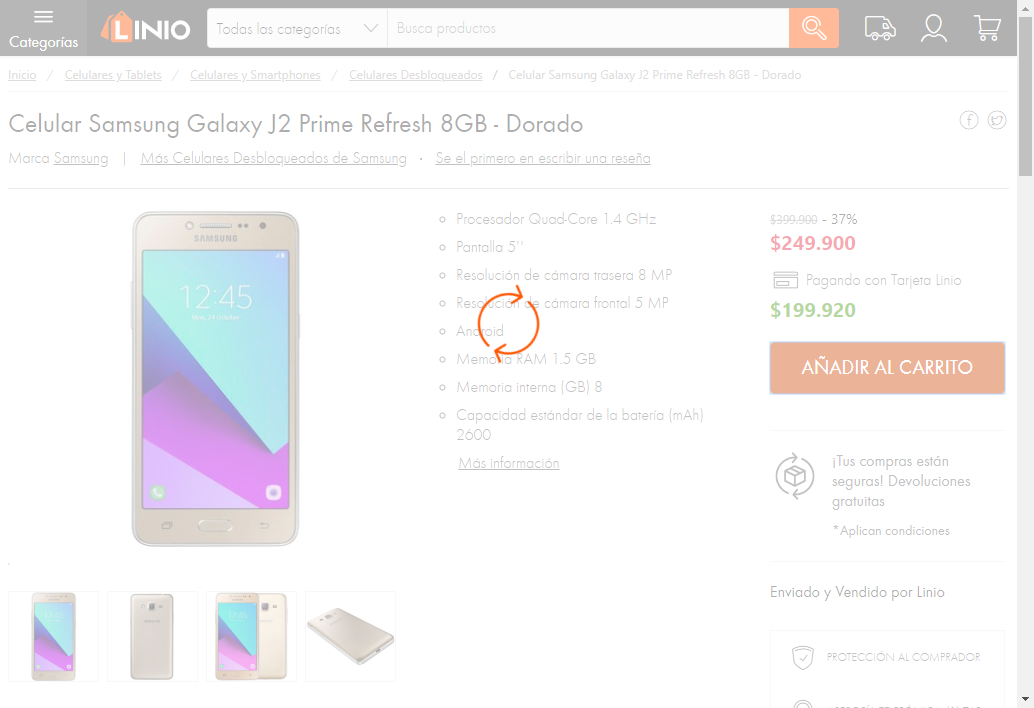 Categorías
LINIO
Todas las categorías
Busca productos
Inicio / Celulares y Tablets / Celulares y Smartphones / Celulares Desbloqueados / Celular Samsung Galaxy J2 Prime Refresh 8GB - Dorado
Celular Samsung Galaxy J2 Prime Refresh 8GB - Dorado
Marca Samsung | Más Celulares Desbloqueados de Samsung · Se el primero en escribir una reseña
SAMSUNG
12:45
Procesador Quad-Core 1.4 GHz
Pantalla 5''
Resolución de cámara trasera 8 MP
Resolución de cámara frontal 5 MP
Android
Memoria RAM 1.5 GB
Memoria interna (GB) 8
Capacidad estándar de la batería (mAh)
2600
Más información
$399.900 - 37%
$249.900
Pagando con Tarjeta Linio
$199.920
AÑADIR AL CARRITO
¡Tus compras están
seguras! Devoluciones
gratuitas
*Aplican condiciones
Enviado y Vendido por Linio
PROTECCIÓN AL COMPRADOR